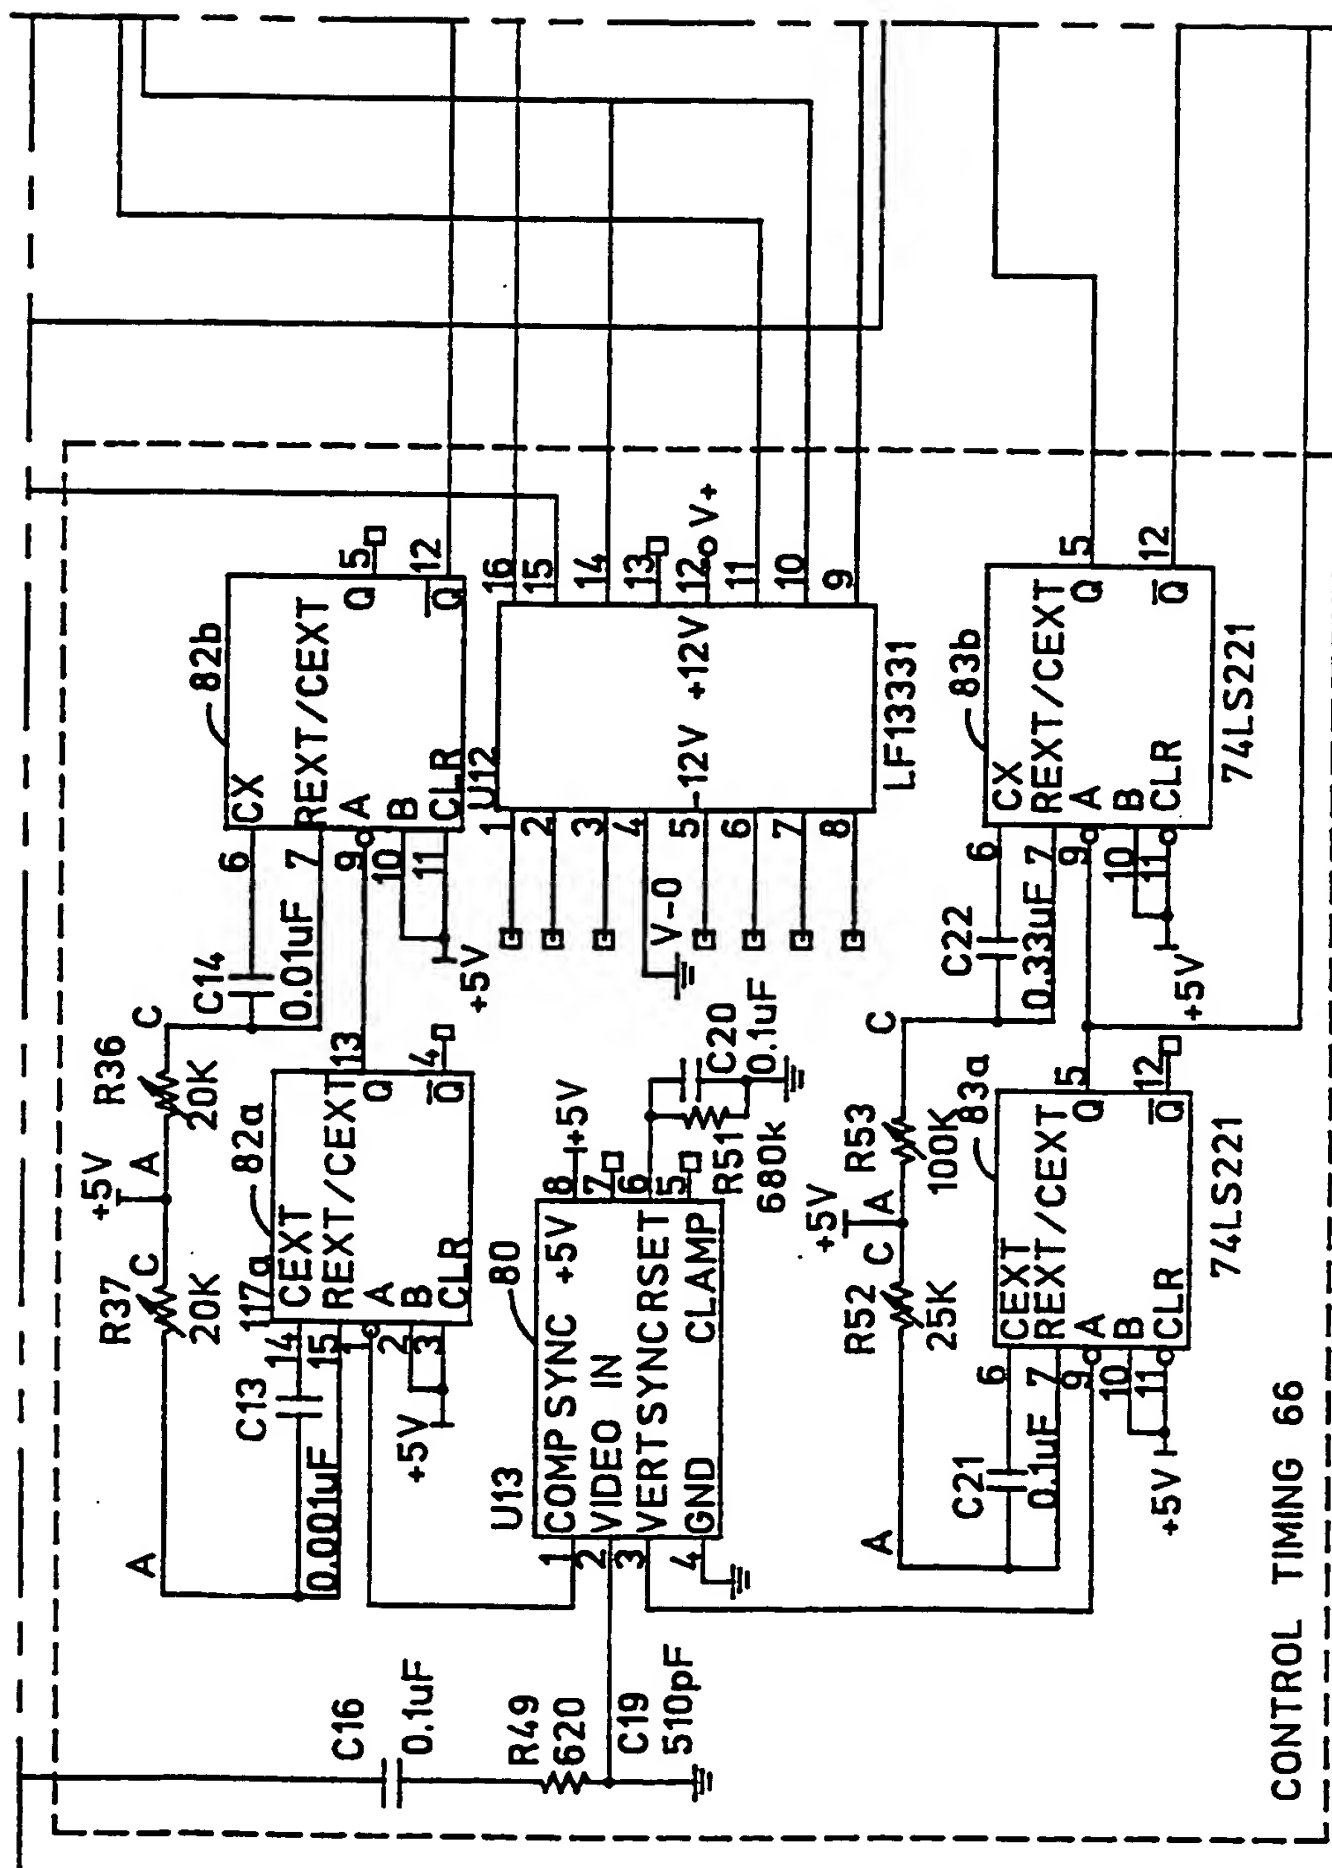 C16
0.1uF
R49
620
C19
510pF
A
R37
20K
C
+5V
A
R36
20K
C
C13
0.001uF
14
15
1
2
3
+5V
117a
82a
CEXT
REXT/CEXT
A
B
CLR
Q
Q
13
4
C14
0.01uF
6
7
9
10
11
+5V
82b
CX
REXT/CEXT
A
B
CLR
Q
Q
5
12
U13
80
COMP SYNC +5V
VIDEO IN
VERTSYNCRSET
GND CLAMP
1
2
3
4
8
7
6
5
+5V
R51
680k
C20
0.1uF
U12
1
2
3
4
5
6
7
8
V-0
-12V +12V
16
15
14
13
12
11
10
9
V+
LF13331
A
R52
25K
C
+5V
A
R53
100K
C
C21
0.1uF
6
7
9
10
11
+5V
83a
CEXT
REXT/CEXT
A
B
CLR
Q
Q
5
12
74LS221
C22
0.33uF
6
7
9
10
11
+5V
83b
CX
REXT/CEXT
A
B
CLR
Q
Q
5
12
74LS221
CONTROL TIMING 66